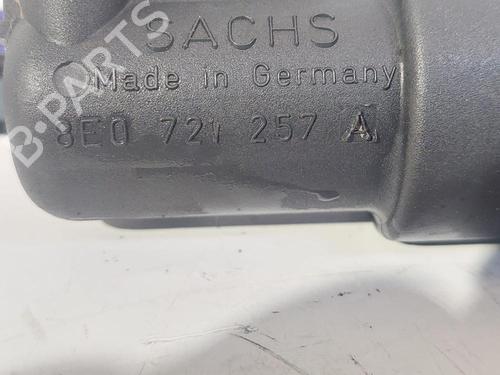 SACHS
Made in Germany
8E0 721 257 A
B-PARTS